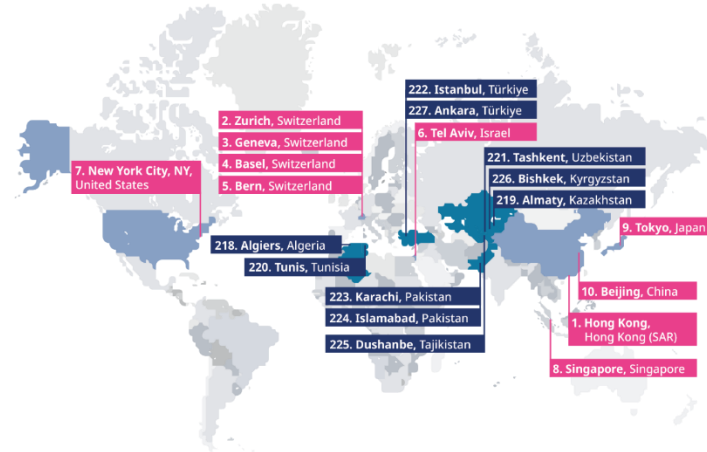 222. Istanbul, Türkiye
227. Ankara, Türkiye
6. Tel Aviv, Israel
2. Zurich, Switzerland
3. Geneva, Switzerland
4. Basel, Switzerland
5. Bern, Switzerland
221. Tashkent, Uzbekistan
226. Bishkek, Kyrgyzstan
219. Almaty, Kazakhstan
7. New York City, NY,
United States
9. Tokyo, Japan
218. Algiers, Algeria
220. Tunis, Tunisia
223. Karachi, Pakistan
224. Islamabad, Pakistan
225. Dushanbe, Tajikistan
10. Beijing, China
1. Hong Kong,
Hong Kong (SAR)
8. Singapore, Singapore